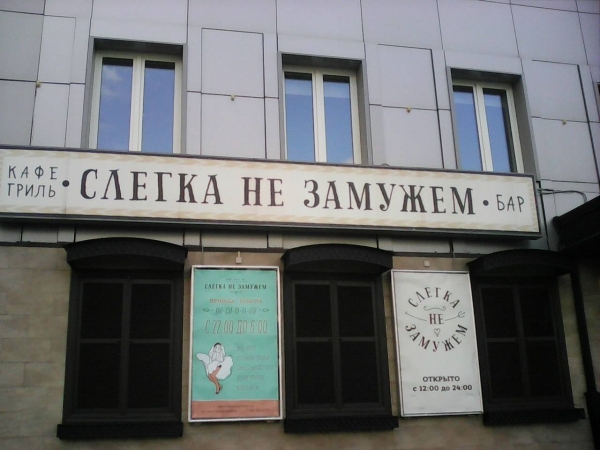 КАФЕ
ГРИЛЬ • СЛЕГКА НЕ ЗАМУЖЕМ • БАР
СЛЕГКА НЕ ЗАМУЖЕМ
С 22:00 ДО 6:00
СЛЕГКА
НЕ
ЗАМУЖЕМ
ОТКРЫТО
с 12:00 до 24:00